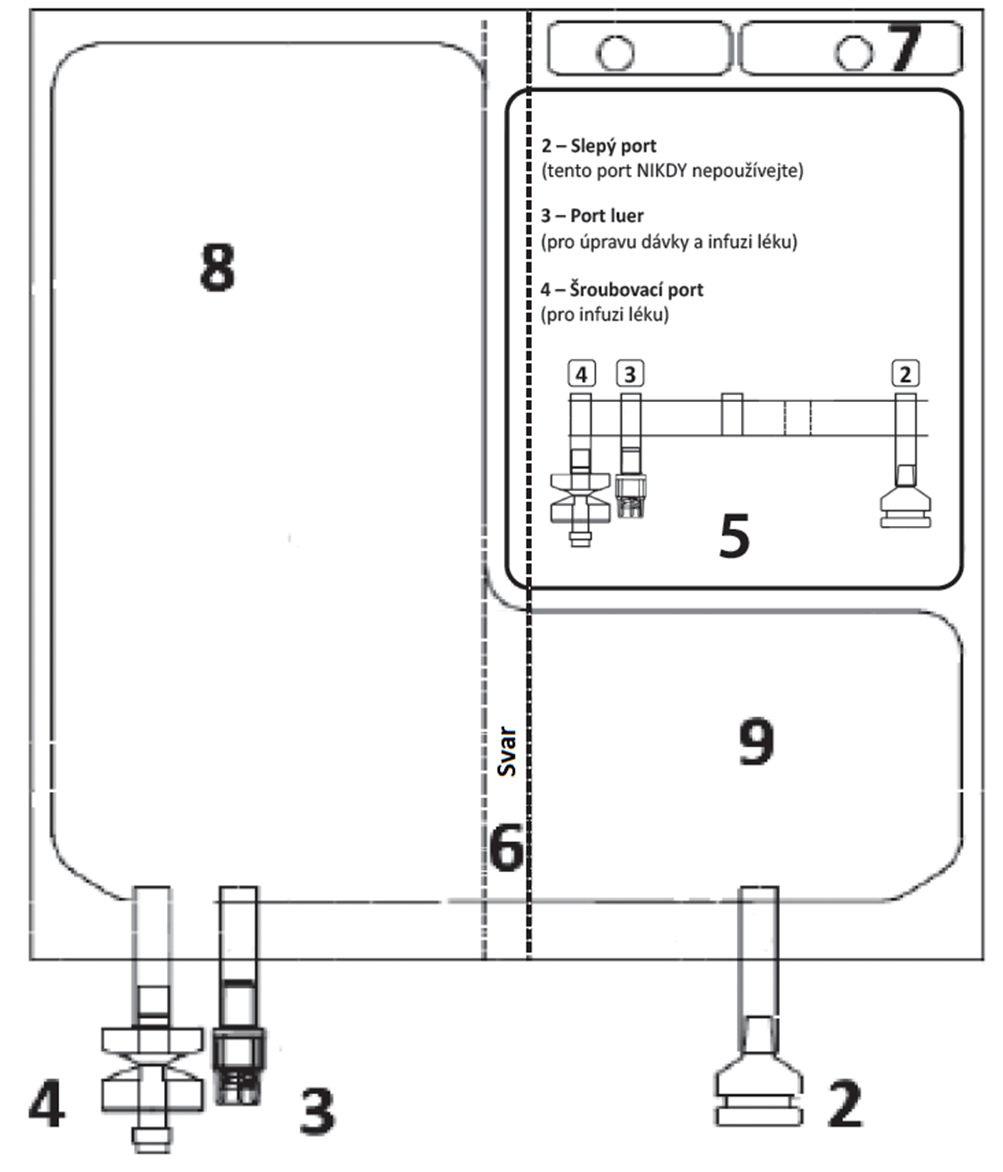 7
2 – Slepý port
(tento port NIKDY nepoužívejte)
3 – Port luer
(pro úpravu dávky a infuzi léku)
4 – Šroubovací port
(pro infuzi léku)
8
4 3 2
5
Svar
9
6
4 3 2